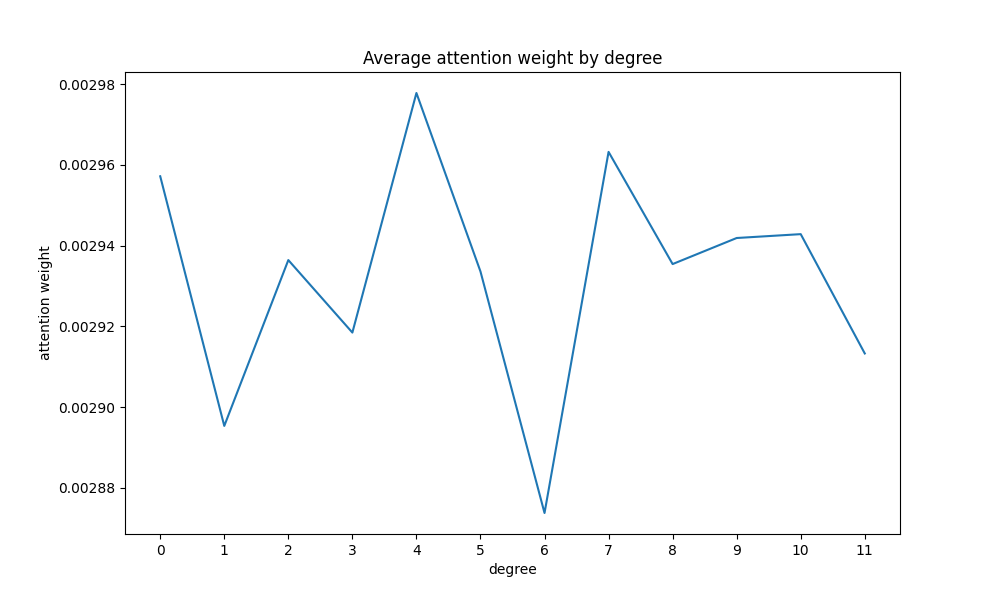 Average attention weight by degree
0.00298
0.00296
0.00294
0.00292
0.00290
0.00288
attention weight
0 1 2 3 4 5 6 7 8 9 10 11
degree